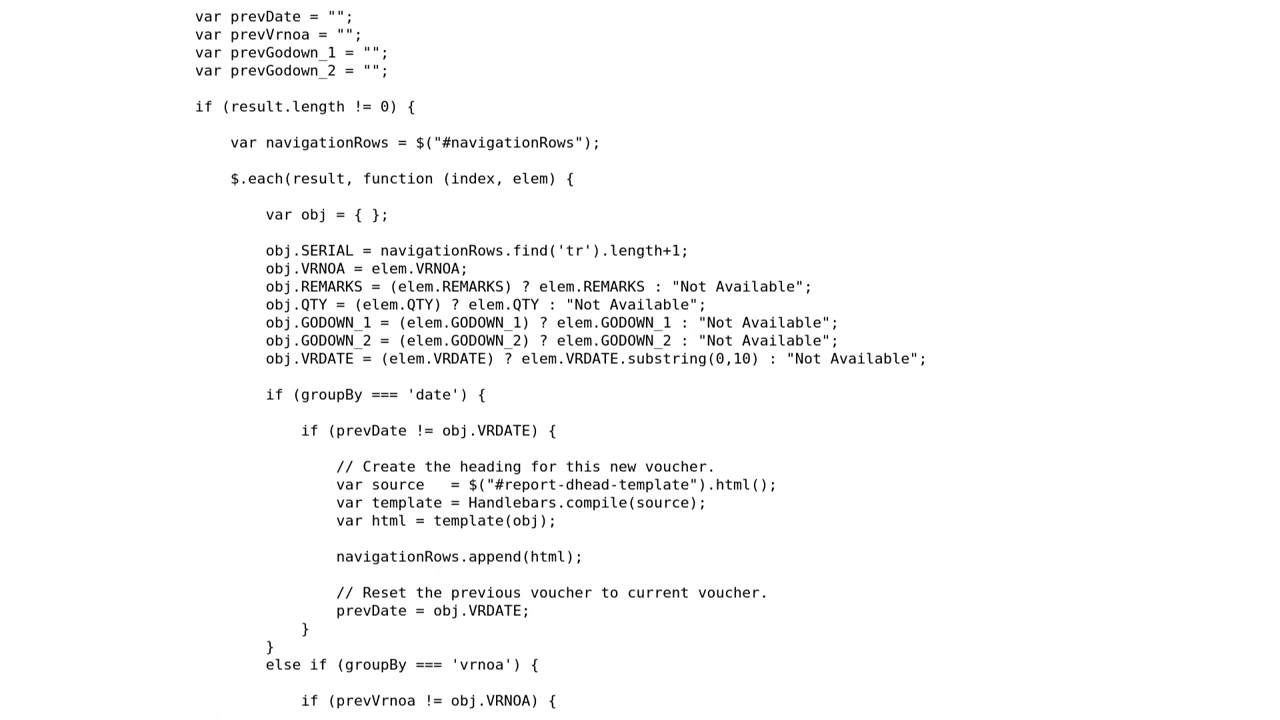 var prevDate = "";
var prevVrnoa = "";
var prevGodown_1 = "";
var prevGodown_2 = "";
if (result.length != 0) {
var navigationRows = $("#navigationRows");
$.each(result, function (index, elem) {
var obj = { };
obj.SERIAL = navigationRows.find('tr').length+1;
obj.VRNOA = elem.VRNOA;
obj.REMARKS = (elem.REMARKS) ? elem.REMARKS : "Not Available";
obj.QTY = (elem.QTY) ? elem.QTY : "Not Available";
obj.GODOWN_1 = (elem.GODOWN_1) ? elem.GODOWN_1 : "Not Available";
obj.GODOWN_2 = (elem.GODOWN_2) ? elem.GODOWN_2 : "Not Available";
obj.VRDATE = (elem.VRDATE) ? elem.VRDATE.substring(0,10) : "Not Available";
if (groupBy === 'date') {
if (prevDate != obj.VRDATE) {
// Create the heading for this new voucher.
var source   = $("#report-dhead-template").html();
var template = Handlebars.compile(source);
var html = template(obj);
navigationRows.append(html);
// Reset the previous voucher to current voucher.
prevDate = obj.VRDATE;
}
}
else if (groupBy === 'vrnoa') {
if (prevVrnoa != obj.VRNOA) {